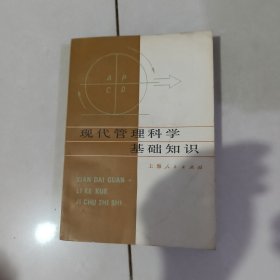 A P
C D
现代管理科学
基础知识
上海人民出版社
XIAN DAI GUAN
LI KE XUE
JI CHU ZHI SHI